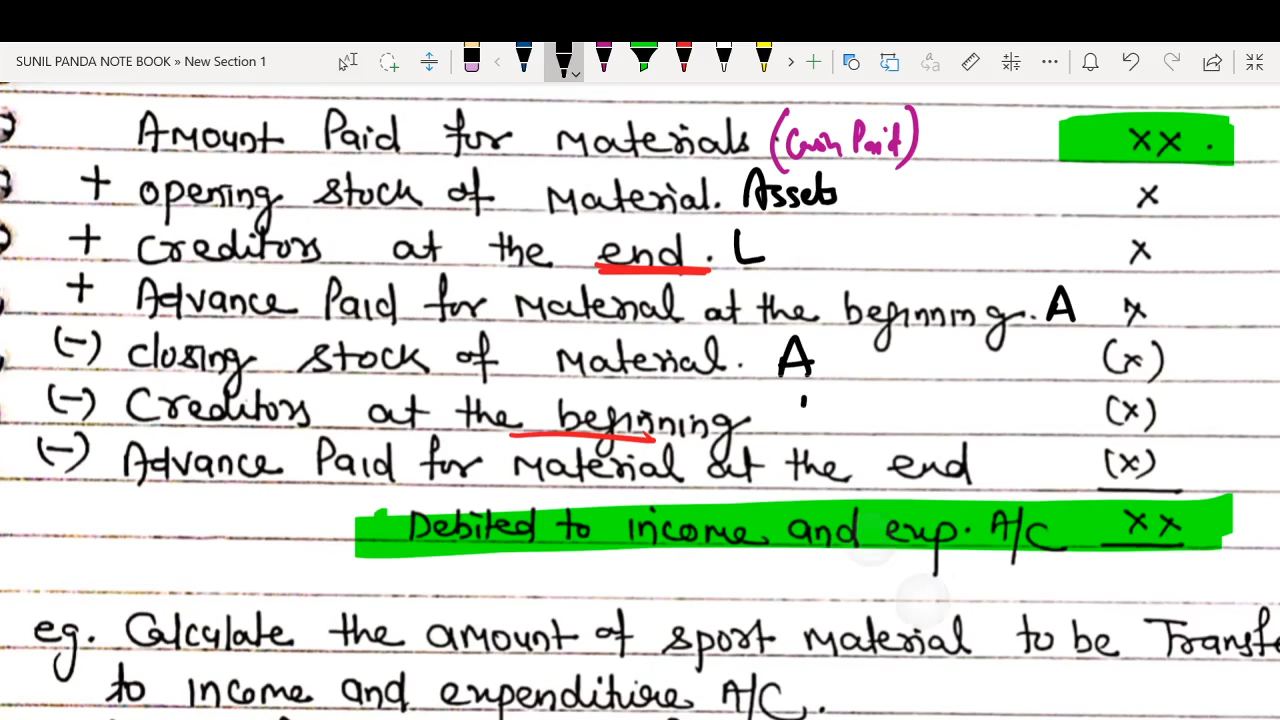 SUNIL PANDA NOTE BOOK » New Section 1
Amount Paid for Materials (Cash Paid) xx.
+ opening stock of Material. Assets x
+ Creditors at the end. L x
+ Advance Paid for Material at the beginning. A x
(-) closing stock of Material. A (x)
(-) Creditors at the beginning (x)
(-) Advance Paid for Material at the end (x)
Debited to income and exp. A/C xx
eg. Calculate the amount of sport material to be Transfe
to income and expenditure A/C.